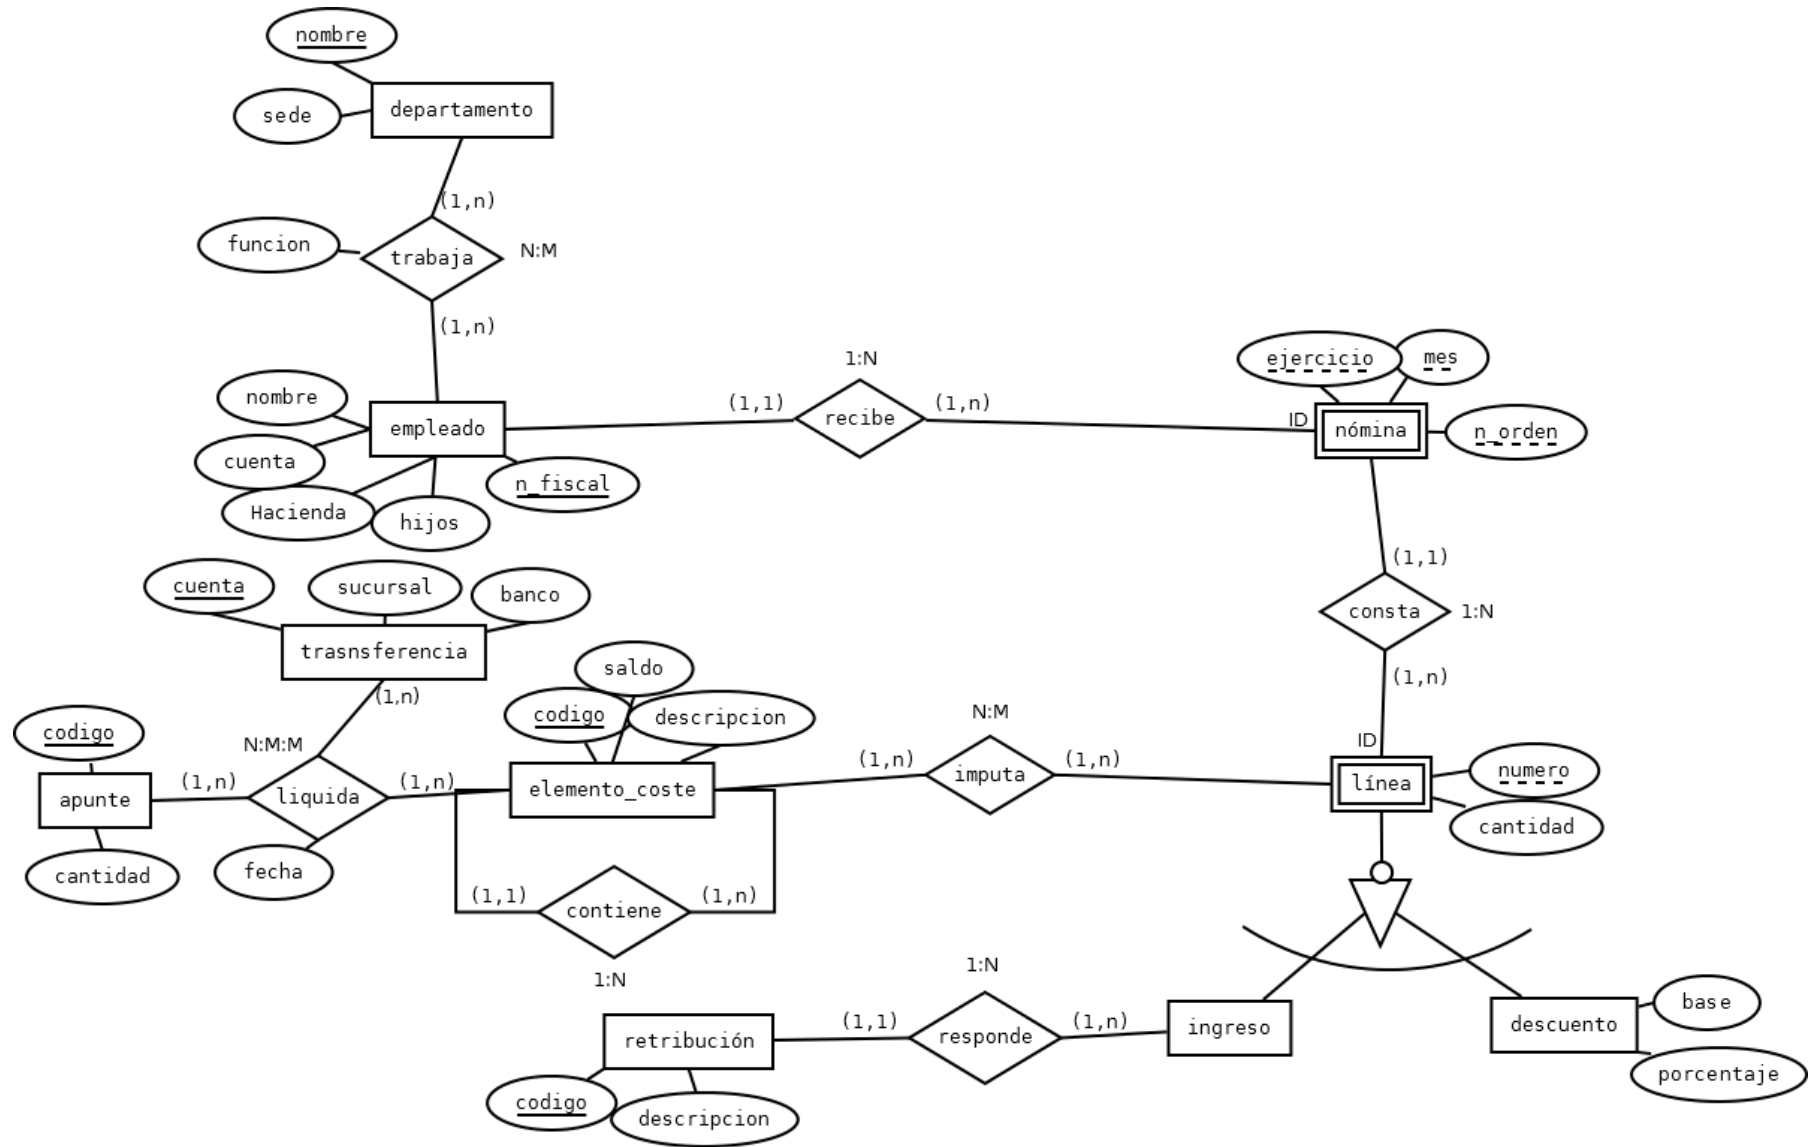 nombre
sede
departamento
(1,n)
funcion
trabaja
N:M
(1,n)
nombre
cuenta
empleado
Hacienda
hijos
n_fiscal
(1,1)
1:N
recibe
(1,n)
ejercicio
mes
ID
nómina
n_orden
(1,1)
consta
1:N
(1,n)
cuenta
sucursal
banco
trasnsferencia
(1,n)
codigo
N:M:M
apunte
(1,n)
liquida
(1,n)
cantidad
fecha
saldo
codigo
descripcion
elemento_coste
(1,n)
N:M
imputa
(1,n)
ID
línea
numero
cantidad
(1,1)
contiene
(1,n)
1:N
retribución
codigo
descripcion
(1,1)
1:N
responde
(1,n)
ingreso
descuento
base
porcentaje